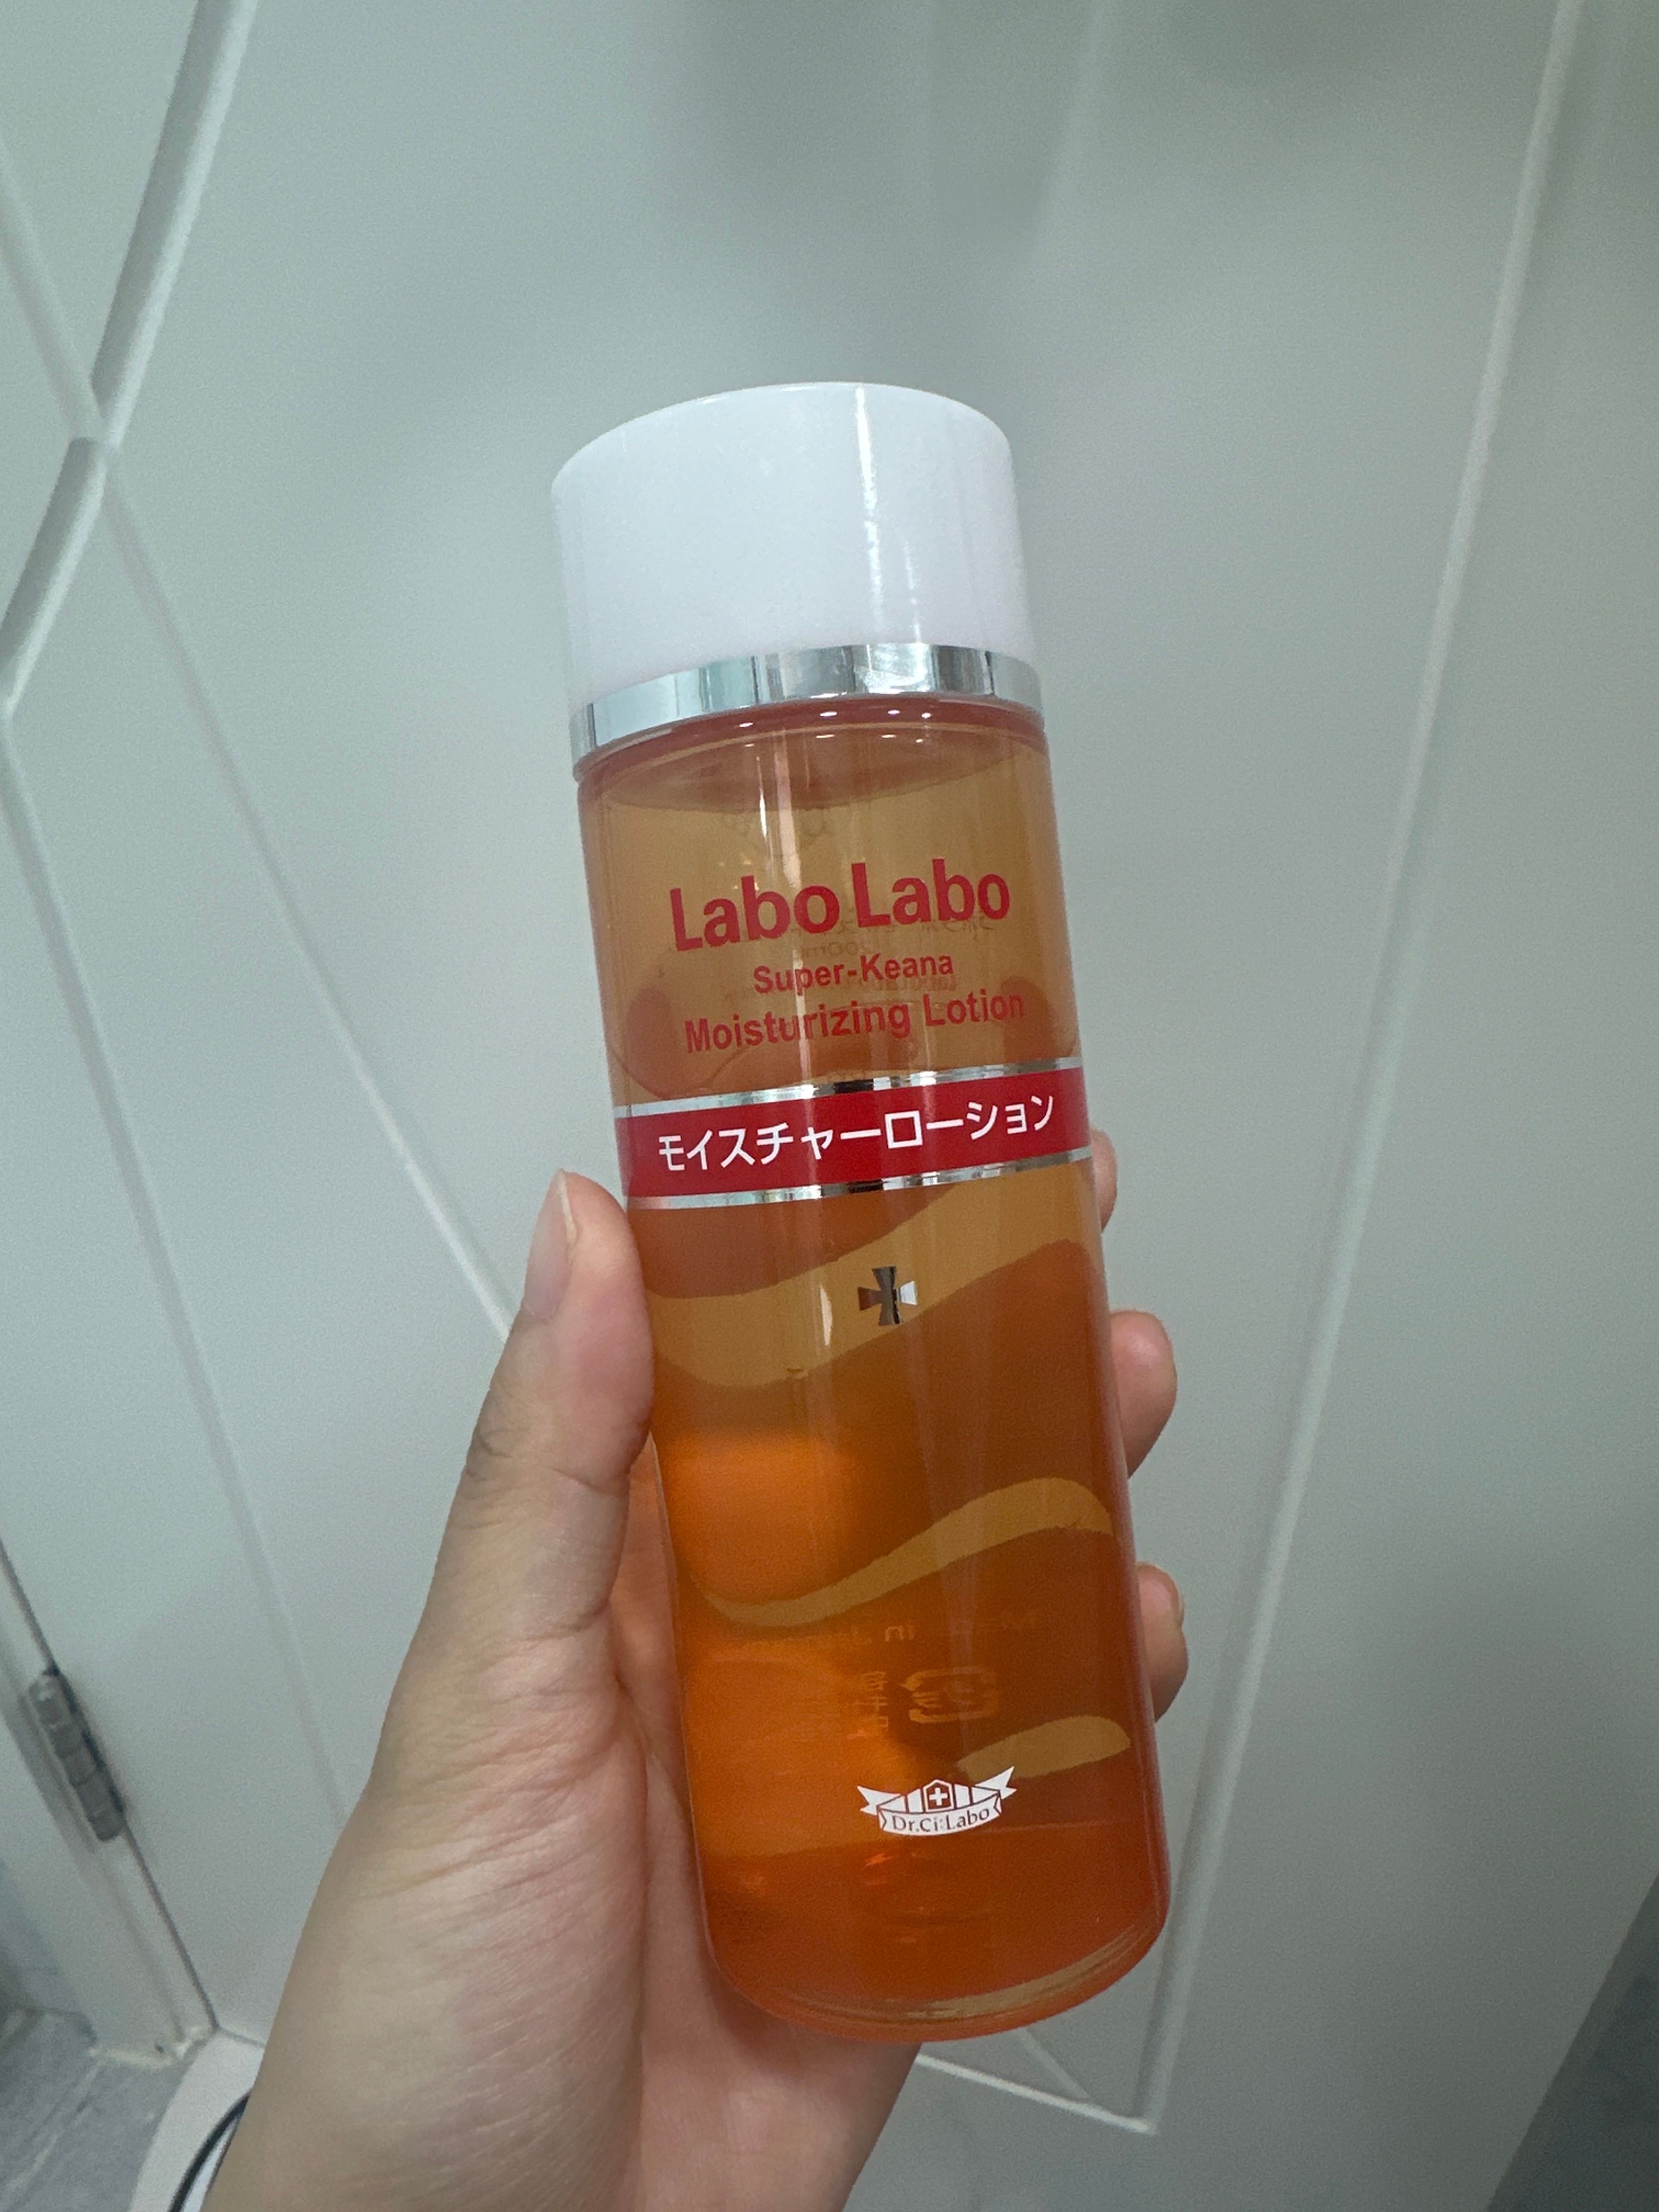 Labo Labo
Super-Keana
Moisturizing Lotion
モイスチャーローション
Dr.Ci:Labo